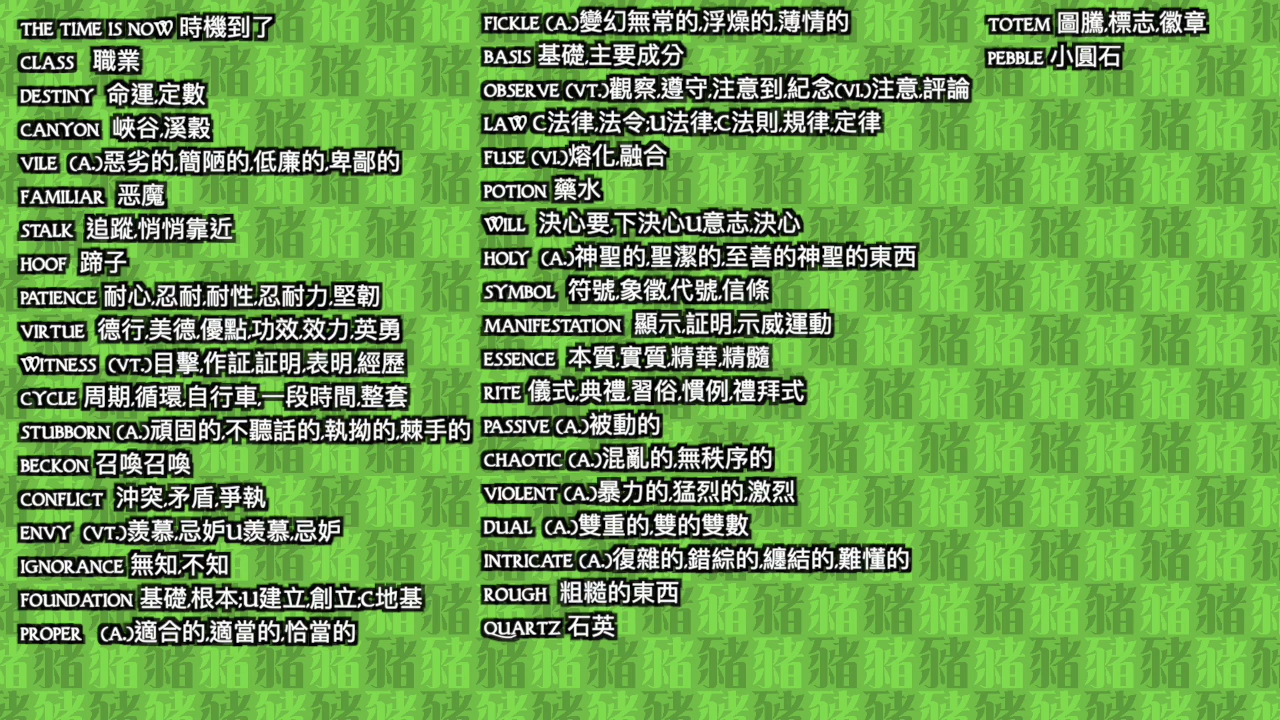 THE TIME IS NOW 時機到了
CLASS 職業
DESTINY 命運,定數
CANYON 峽谷,溪穀
VILE (A.)惡劣的,簡陋的,低廉的,卑鄙的
FAMILIAR 恶魔
STALK 追蹤,悄悄靠近
HOOF 蹄子
PATIENCE 耐心,忍耐,耐性,忍耐力,堅韌
VIRTUE 德行,美德,優點,功效,效力,英勇
WITNESS (VT.)目擊,作証,証明,表明,經歷
CYCLE 周期,循環,自行車,一段時間,整套
STUBBORN (A.)頑固的,不聽話的,執拗的,棘手的
BECKON 召喚召喚
CONFLICT 沖突,矛盾,爭執
ENVY (VT.)羨慕,忌妒U羨慕,忌妒
IGNORANCE 無知,不知
FOUNDATION 基礎,根本;U建立,創立;C地基
PROPER (A.)適合的,適當的,恰當的
FICKLE (A.)變幻無常的,浮燥的,薄情的
BASIS 基礎,主要成分
OBSERVE (VT.)觀察,遵守,注意到,紀念(VI.)注意,評論
LAW C法律,法令;U法律;C法則,規律,定律
FUSE (VI.)熔化,融合
POTION 藥水
WILL 決心要,下決心U意志,決心
HOLY (A.)神聖的,聖潔的,至善的神聖的東西
SYMBOL 符號,象徵,代號,信條
MANIFESTATION 顯示,証明,示威運動
ESSENCE 本質,實質,精華,精髓
RITE 儀式,典禮,習俗,慣例,禮拜式
PASSIVE (A.)被動的
CHAOTIC (A.)混亂的,無秩序的
VIOLENT (A.)暴力的,猛烈的,激烈
DUAL (A.)雙重的,雙的雙數
INTRICATE (A.)復雜的,錯綜的,纏結的,難懂的
ROUGH 粗糙的東西
QUARTZ 石英
TOTEM 圖騰,標志,徽章
PEBBLE 小圓石